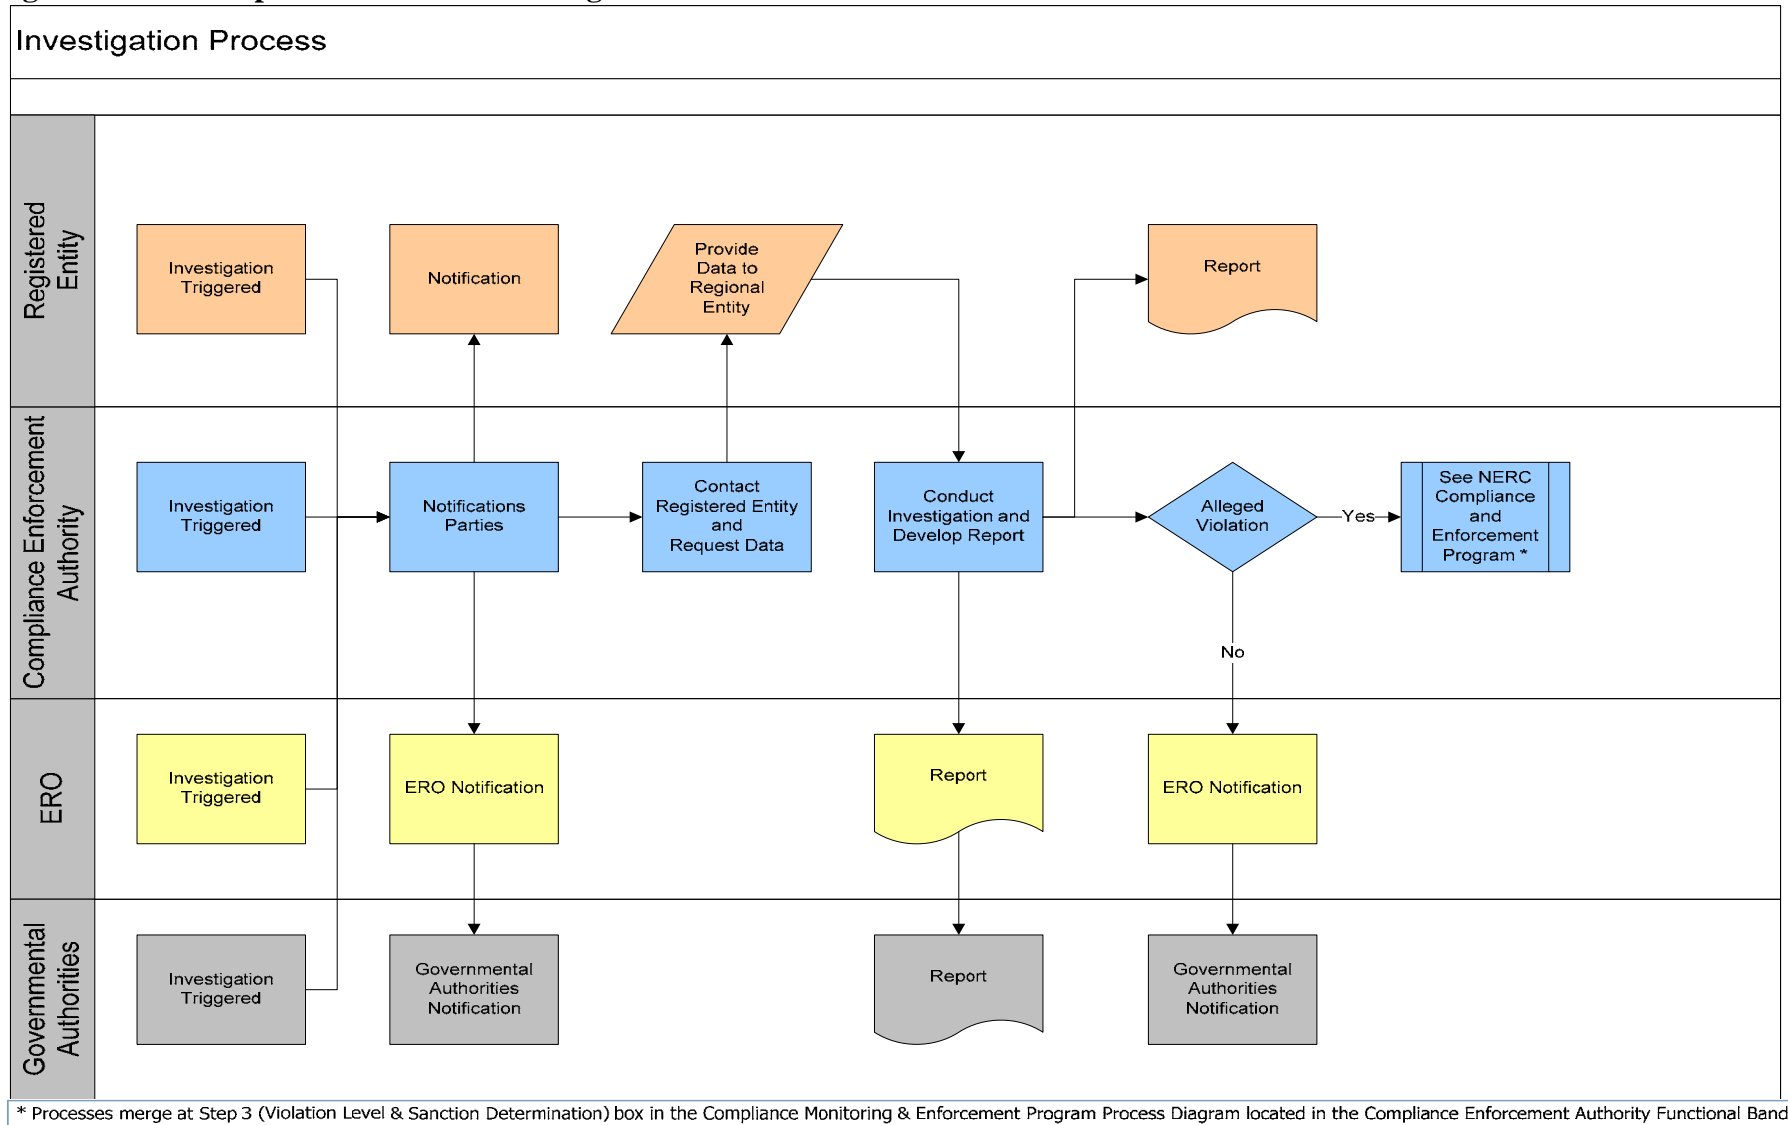 Investigation Process
Registered
Entity
Investigation
Triggered
Notification
Provide
Data to
Regional
Entity
Report
Compliance Enforcement
Authority
Investigation
Triggered
Notifications
Parties
Contact
Registered Entity
and
Request Data
Conduct
Investigation and
Develop Report
Alleged
Violation
Yes
See NERC
Compliance
and
Enforcement
Program *
No
ERO
Investigation
Triggered
ERO Notification
Report
ERO Notification
Governmental
Authorities
Investigation
Triggered
Governmental
Authorities
Notification
Report
Governmental
Authorities
Notification
* Processes merge at Step 3 (Violation Level & Sanction Determination) box in the Compliance Monitoring & Enforcement Program Process Diagram located in the Compliance Enforcement Authority Functional Band